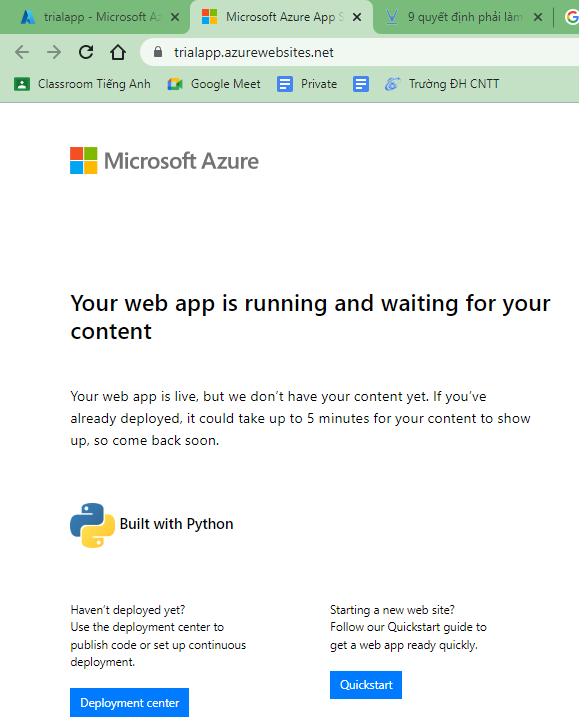 trialapp - Microsoft Az
Microsoft Azure App S
9 quyết định phải làm
trialapp.azurewebsites.net
Classroom Tiếng Anh
Google Meet
Private
Trường ĐH CNTT
Microsoft Azure
Your web app is running and waiting for your
content
Your web app is live, but we don’t have your content yet. If you’ve
already deployed, it could take up to 5 minutes for your content to show
up, so come back soon.
Built with Python
Haven’t deployed yet?
Use the deployment center to
publish code or set up continuous
deployment.
Deployment center
Starting a new web site?
Follow our Quickstart guide to
get a web app ready quickly.
Quickstart